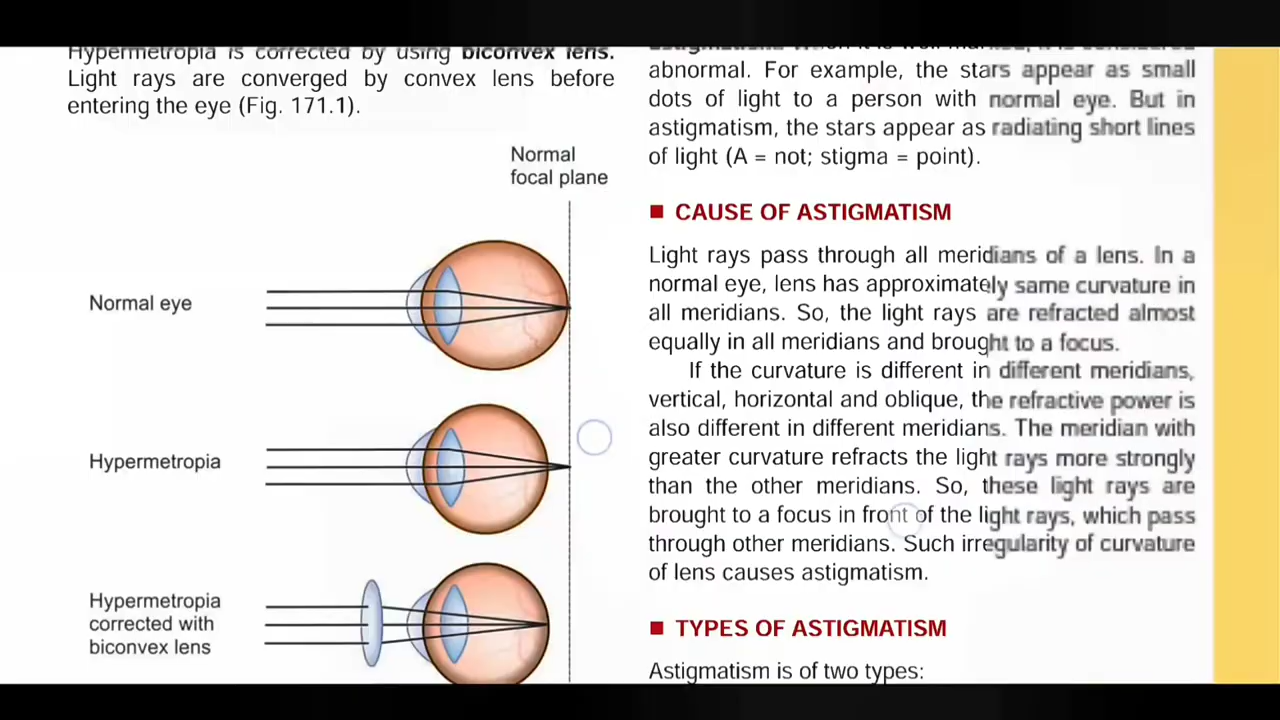 Hypermetropia is corrected by using biconvex lens.
Light rays are converged by convex lens before
entering the eye (Fig. 171.1).
Normal
focal plane
Normal eye
Hypermetropia
Hypermetropia
corrected with
biconvex lens
abnormal. For example, the stars appear as small
dots of light to a person with normal eye. But in
astigmatism, the stars appear as radiating short lines
of light (A = not; stigma = point).
■ CAUSE OF ASTIGMATISM
Light rays pass through all meridians of a lens. In a
normal eye, lens has approximately same curvature in
all meridians. So, the light rays are refracted almost
equally in all meridians and brought to a focus.
If the curvature is different in different meridians,
vertical, horizontal and oblique, the refractive power is
also different in different meridians. The meridian with
greater curvature refracts the light rays more strongly
than the other meridians. So, these light rays are
brought to a focus in front of the light rays, which pass
through other meridians. Such irregularity of curvature
of lens causes astigmatism.
■ TYPES OF ASTIGMATISM
Astigmatism is of two types: